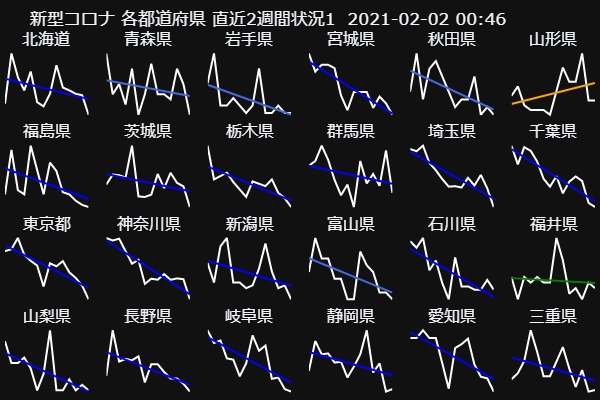 新型コロナ 各都道府県 直近2週間状況1 2021-02-02 00:46
北海道 青森県 岩手県 宮城県 秋田県 山形県
福島県 茨城県 栃木県 群馬県 埼玉県 千葉県
東京都 神奈川県 新潟県 富山県 石川県 福井県
山梨県 長野県 岐阜県 静岡県 愛知県 三重県